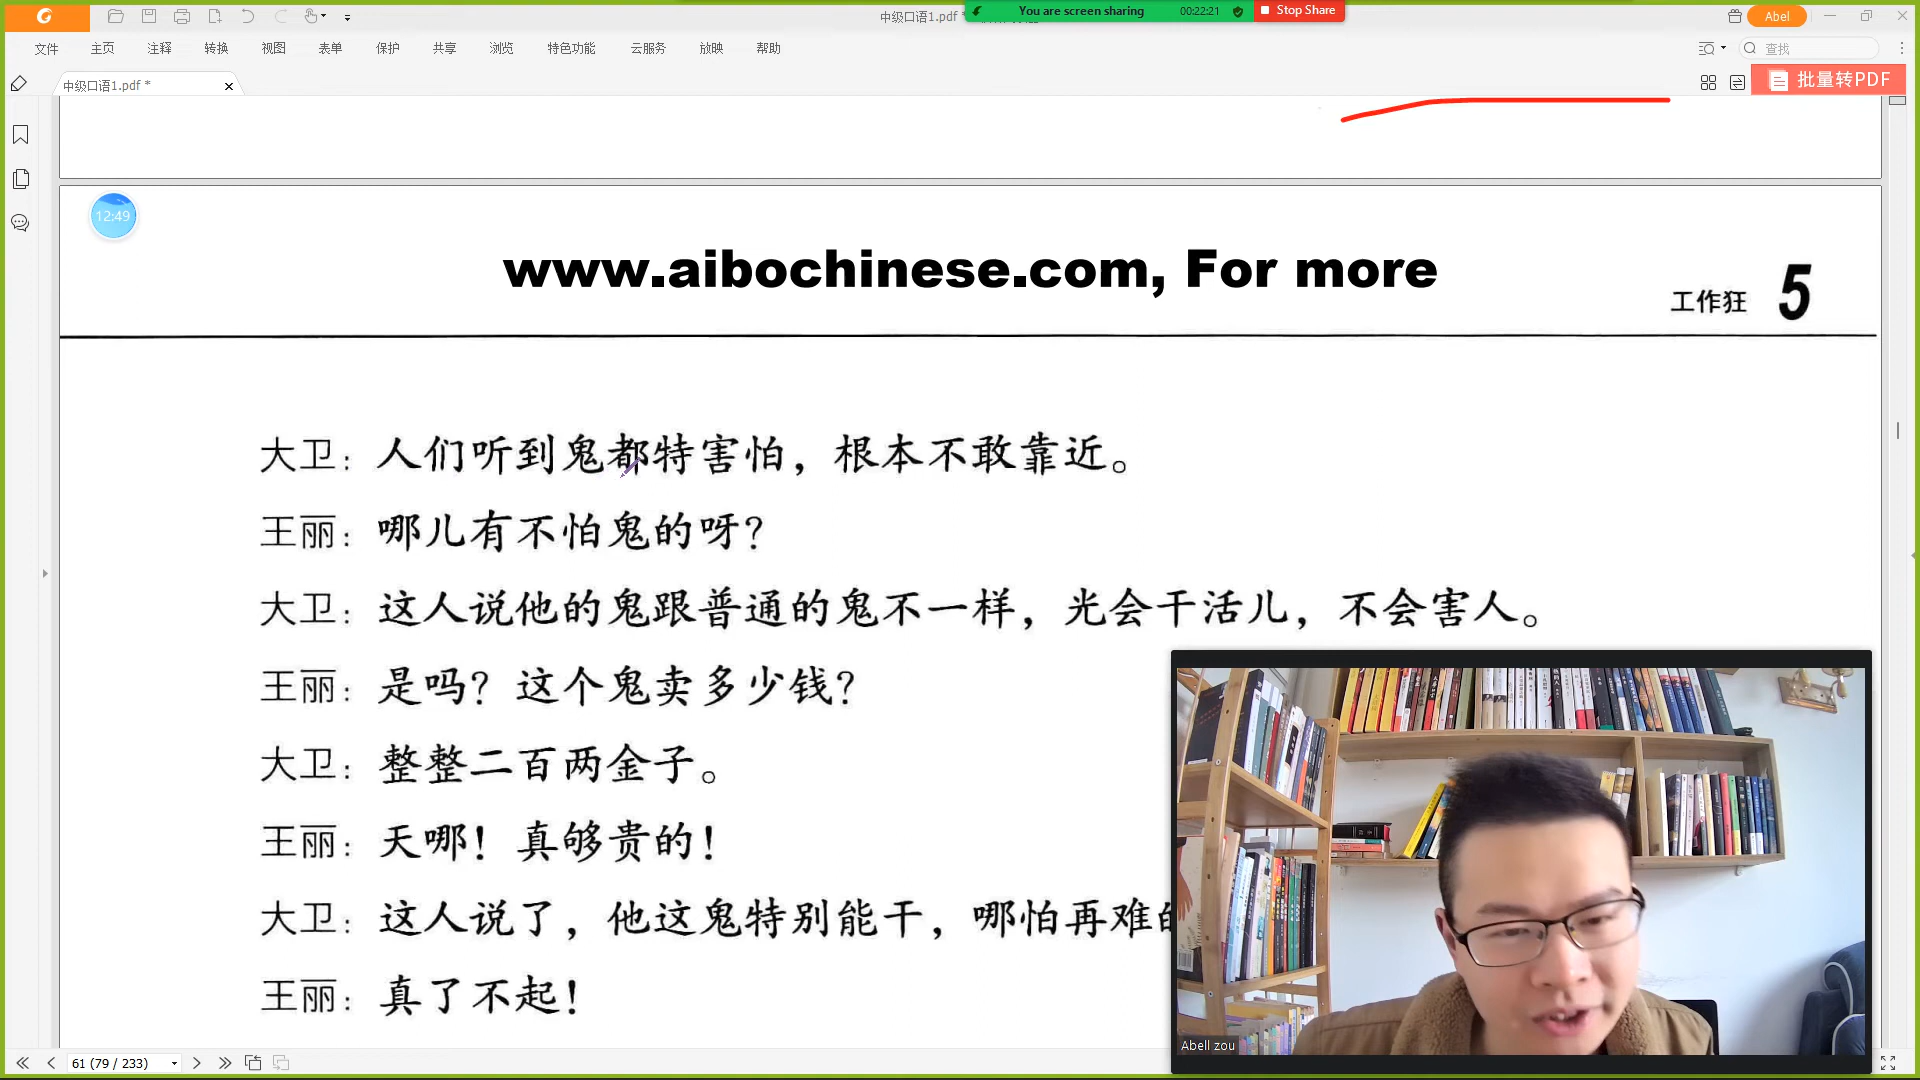 中级口语1.pdf *
You are screen sharing
00:22:21
Stop Share
Abel
文件 主页 注释 转换 视图 表单 保护 共享 浏览 特色功能 云服务 放映 帮助
查找
中级口语1.pdf *
批量转PDF
12:49
www.aibochinese.com, For more
工作狂 5
大卫：人们听到鬼都特害怕，根本不敢靠近。
王丽：哪儿有不怕鬼的呀？
大卫：这人说他的鬼跟普通的鬼不一样，光会干活儿，不会害人。
王丽：是吗？这个鬼卖多少钱？
大卫：整整二百两金子。
王丽：天哪！真够贵的！
大卫：这人说了，他这鬼特别能干，哪怕再难
王丽：真了不起！
Abell zou
61 (79 / 233)